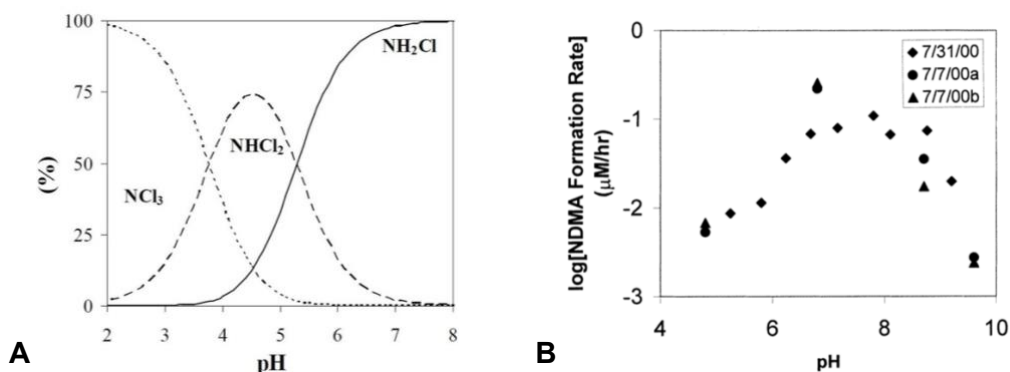 100
75
50
25
0
(%)
NCl₃
NHCl₂
NH₂Cl
2 3 4 5 6 7 8
pH
A
log[NDMA Formation Rate]
(μM/hr)
0
-1
-2
-3
7/31/00
7/7/00a
7/7/00b
4 6 8 10
pH
B